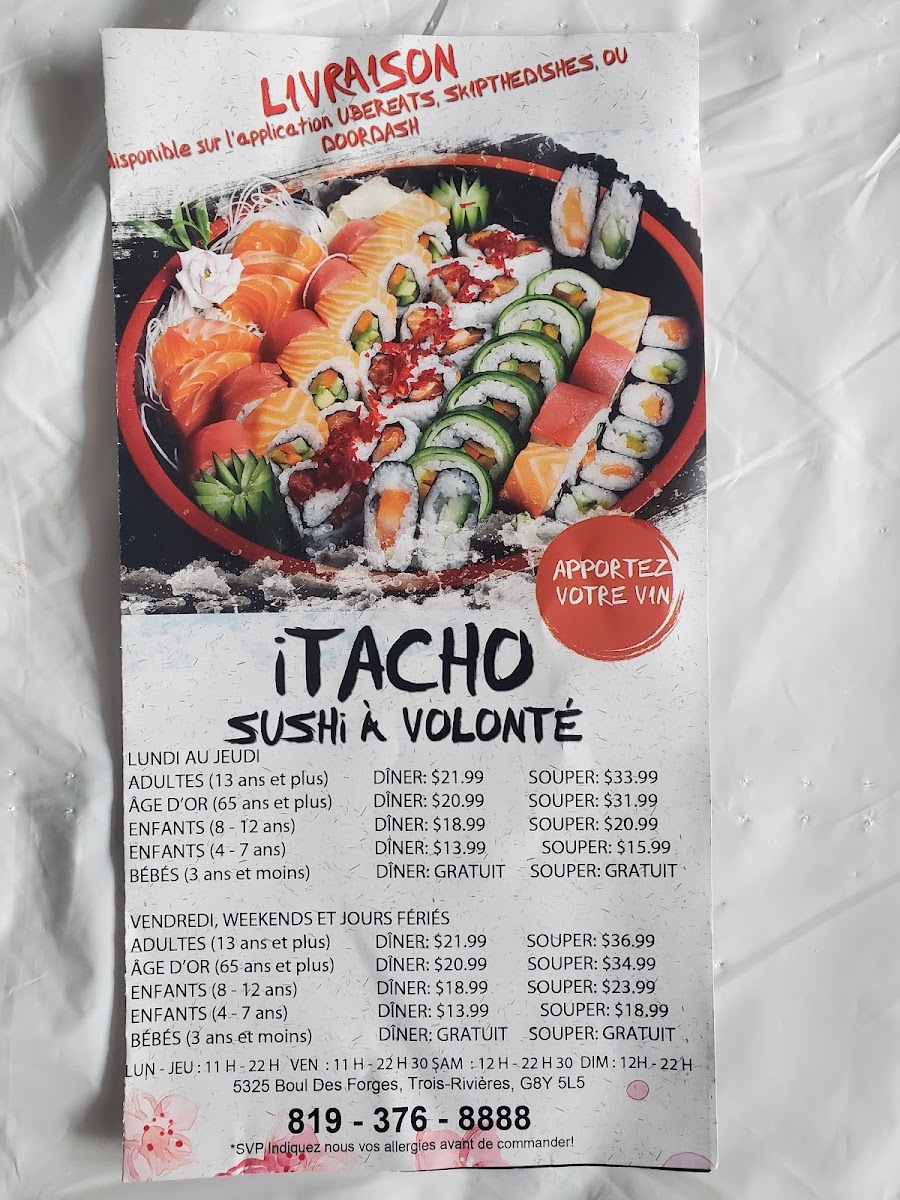 LIVRAISON
disponible sur l'application UBEREATS, SKIPTHEDISHES, OU
DOORDASH
APPORTEZ
VOTRE VIN
iTACHO
SUSHi À VOLONTÉ
LUNDI AU JEUDI
ADULTES (13 ans et plus) DÎNER: $21.99 SOUPER: $33.99
ÂGE D'OR (65 ans et plus) DÎNER: $20.99 SOUPER: $31.99
ENFANTS (8 - 12 ans) DÎNER: $18.99 SOUPER: $20.99
ENFANTS (4 - 7 ans) DÎNER: $13.99 SOUPER: $15.99
BÉBÉS (3 ans et moins) DÎNER: GRATUIT SOUPER: GRATUIT
VENDREDI, WEEKENDS ET JOURS FÉRIÉS
ADULTES (13 ans et plus) DÎNER: $21.99 SOUPER: $36.99
ÂGE D'OR (65 ans et plus) DÎNER: $20.99 SOUPER: $34.99
ENFANTS (8 - 12 ans) DÎNER: $18.99 SOUPER: $23.99
ENFANTS (4 - 7 ans) DÎNER: $13.99 SOUPER: $18.99
BÉBÉS (3 ans et moins) DÎNER: GRATUIT SOUPER: GRATUIT
LUN - JEU : 11 H - 22 H VEN : 11 H - 22 H 30 SAM : 12 H - 22 H 30 DIM : 12H - 22 H
5325 Boul Des Forges, Trois-Rivières, G8Y 5L5
819 - 376 - 8888
*SVP Indiquez nous vos allergies avant de commander!